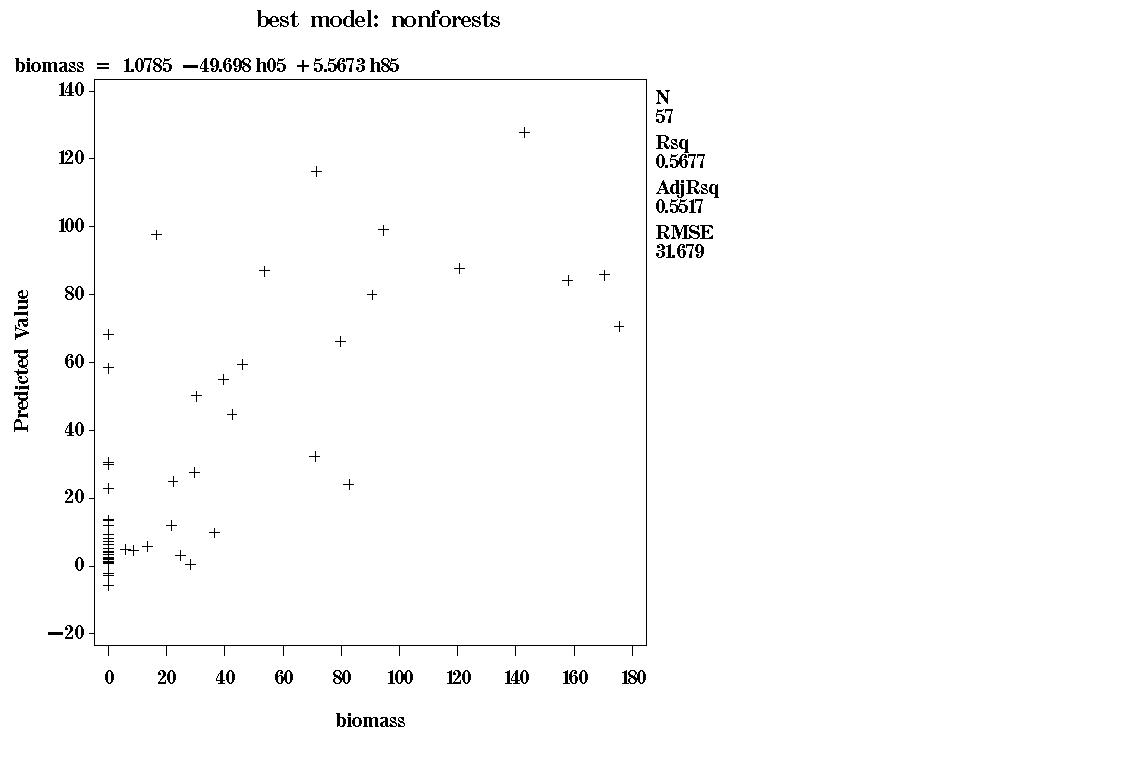 best model: nonforests
biomass = 1.0785 −49.698 h05 +5.5673 h85
140
120
100
80
60
40
20
0
−20
Predicted Value
0 20 40 60 80 100 120 140 160 180
biomass
N
57
Rsq
0.5677
AdjRsq
0.5517
RMSE
31.679